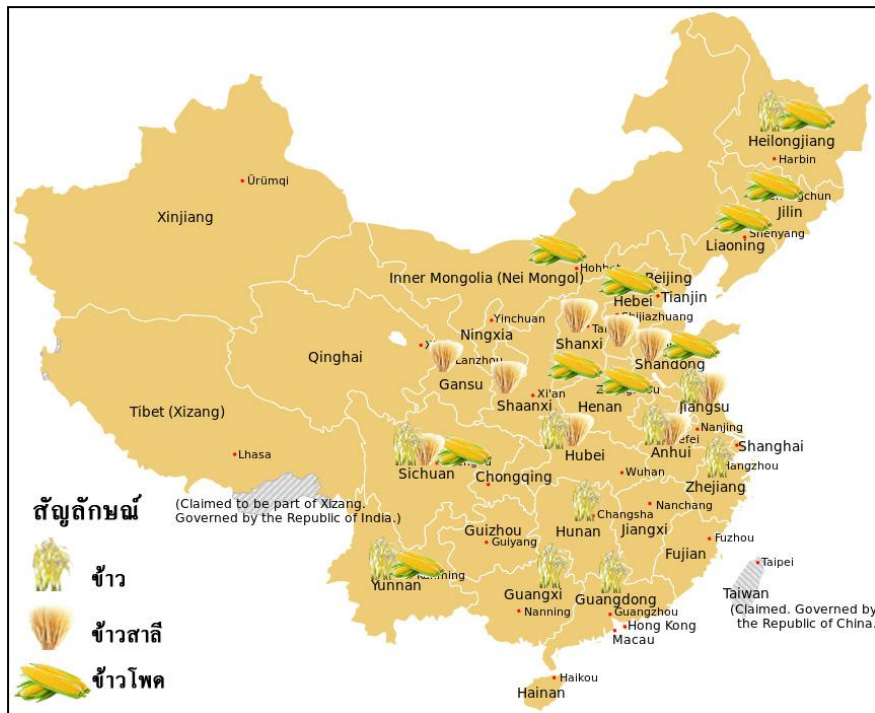 Heilongjiang
Harbin
Jilin
Shenyang
Liaoning
Ürümqi
Xinjiang
Inner Mongolia (Nei Mongol)
Beijing
Hebei
Tianjin
Shijiazhuang
Yinchuan
Ningxia
Shanxi
Qinghai
Lanzhou
Gansu
Shandong
Xi'an
Shaanxi
Henan
Jiangsu
Nanjing
Tibet (Xizang)
Lhasa
Hubei
Anhui
Shanghai
Sichuan
Chongqing
Wuhan
Zhejiang
(Claimed to be part of Xizang.
Governed by the Republic of India.)
Changsha
Nanchang
Hunan
Jiangxi
Guizhou
Guiyang
Fuzhou
Fujian
Taipei
Yunnan
Guangxi
Guangdong
Taiwan
Nanning
Guangzhou
(Claimed. Governed by
the Republic of China.
Hong Kong
Macau
Haikou
Hainan
สัญลักษณ์
ข้าว
ข้าวสาลี
ข้าวโพด